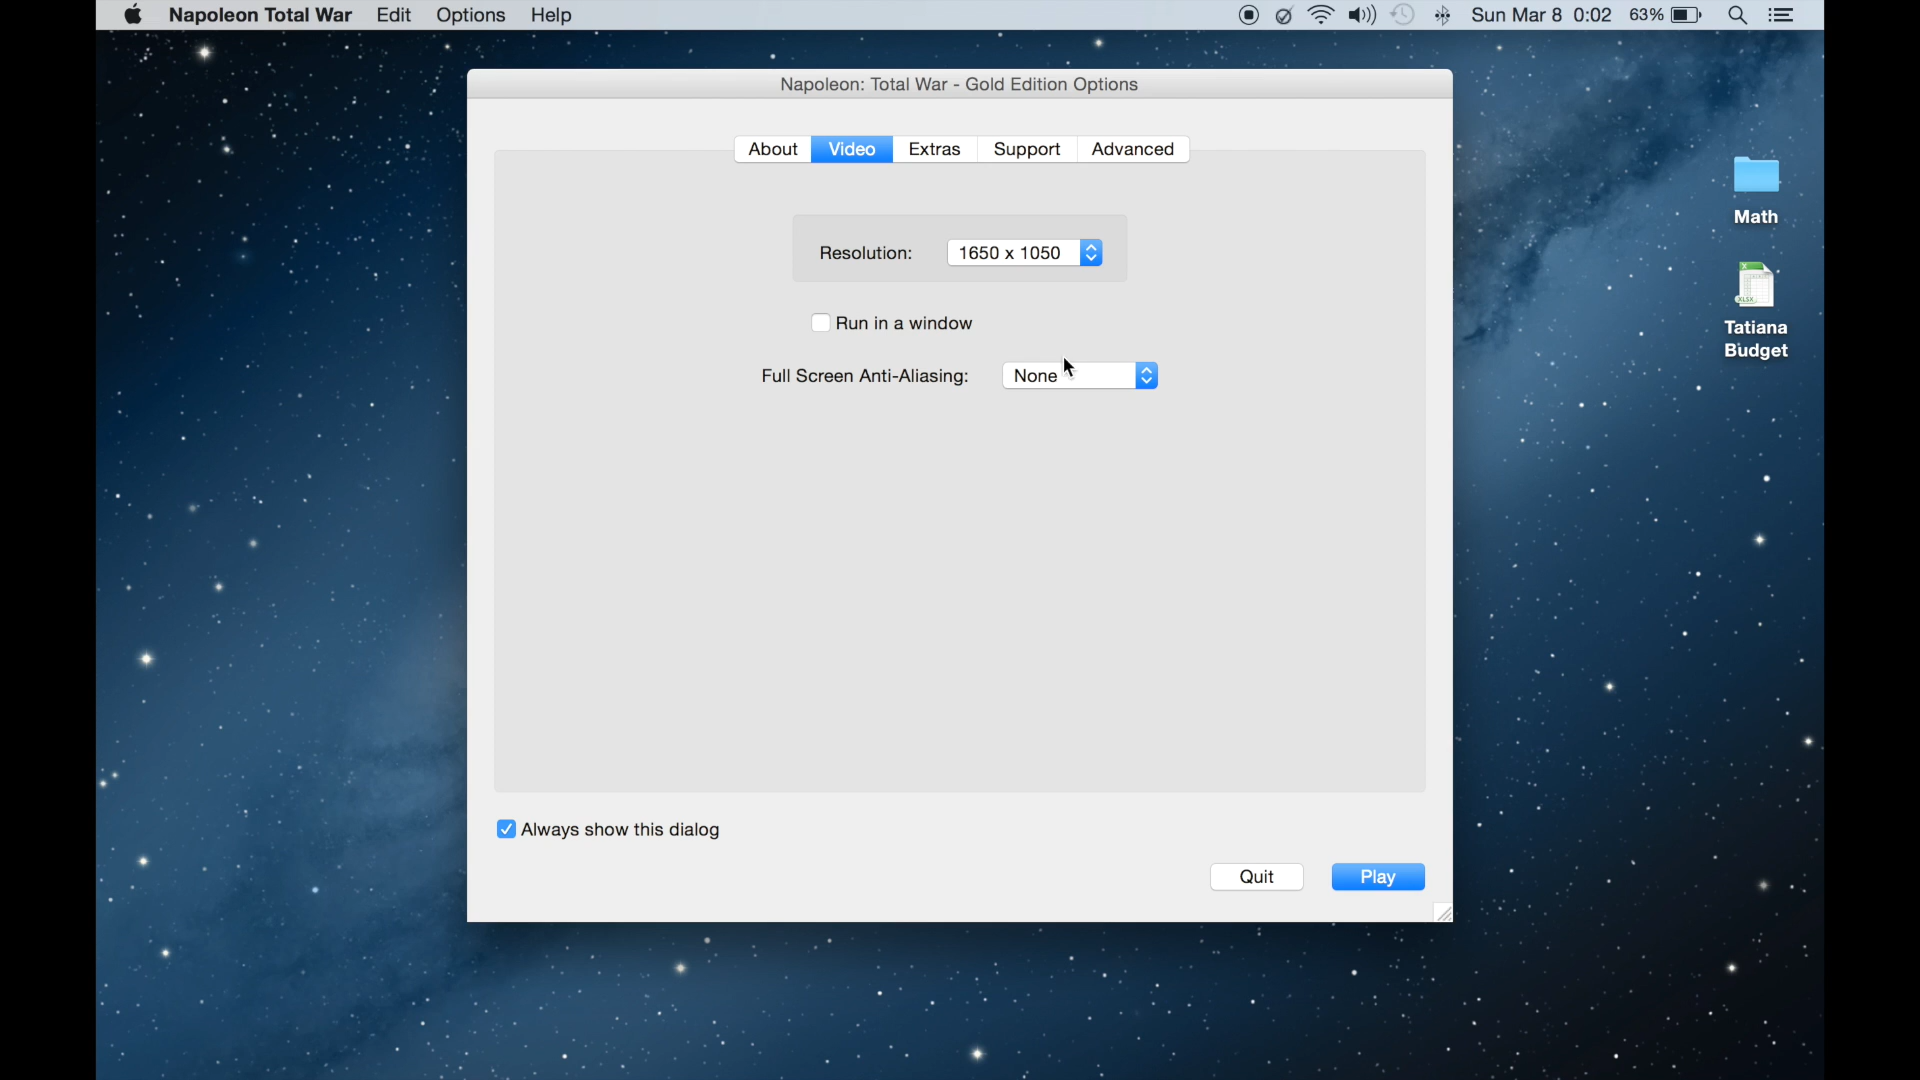 Napoleon Total War Edit Options Help Sun Mar 8 0:02 63%
Napoleon: Total War - Gold Edition Options
About Video Extras Support Advanced
Resolution: 1650 x 1050
Run in a window
Full Screen Anti-Aliasing: None
Always show this dialog
Quit Play
Math
XLSX
Tatiana
Budget